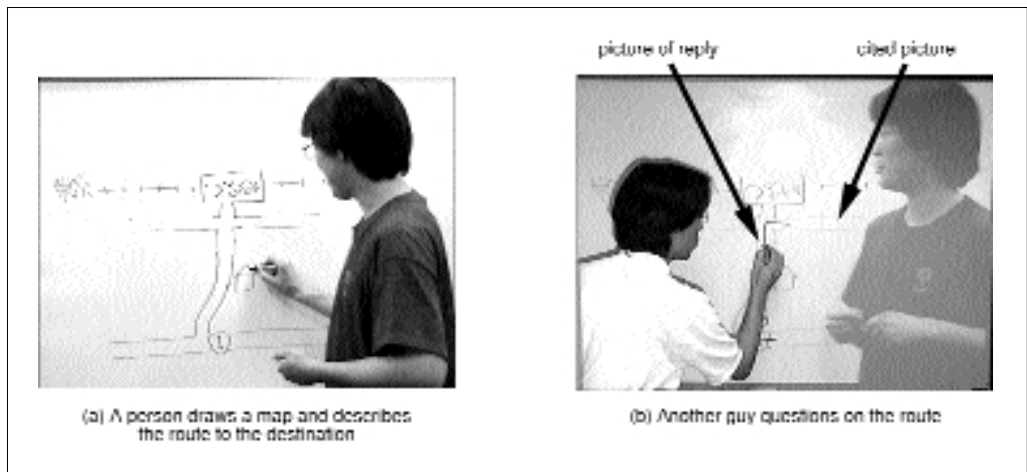 picture of reply
cited picture
(a) A person draws a map and describes
the route to the destination
(b) Another guy questions on the route